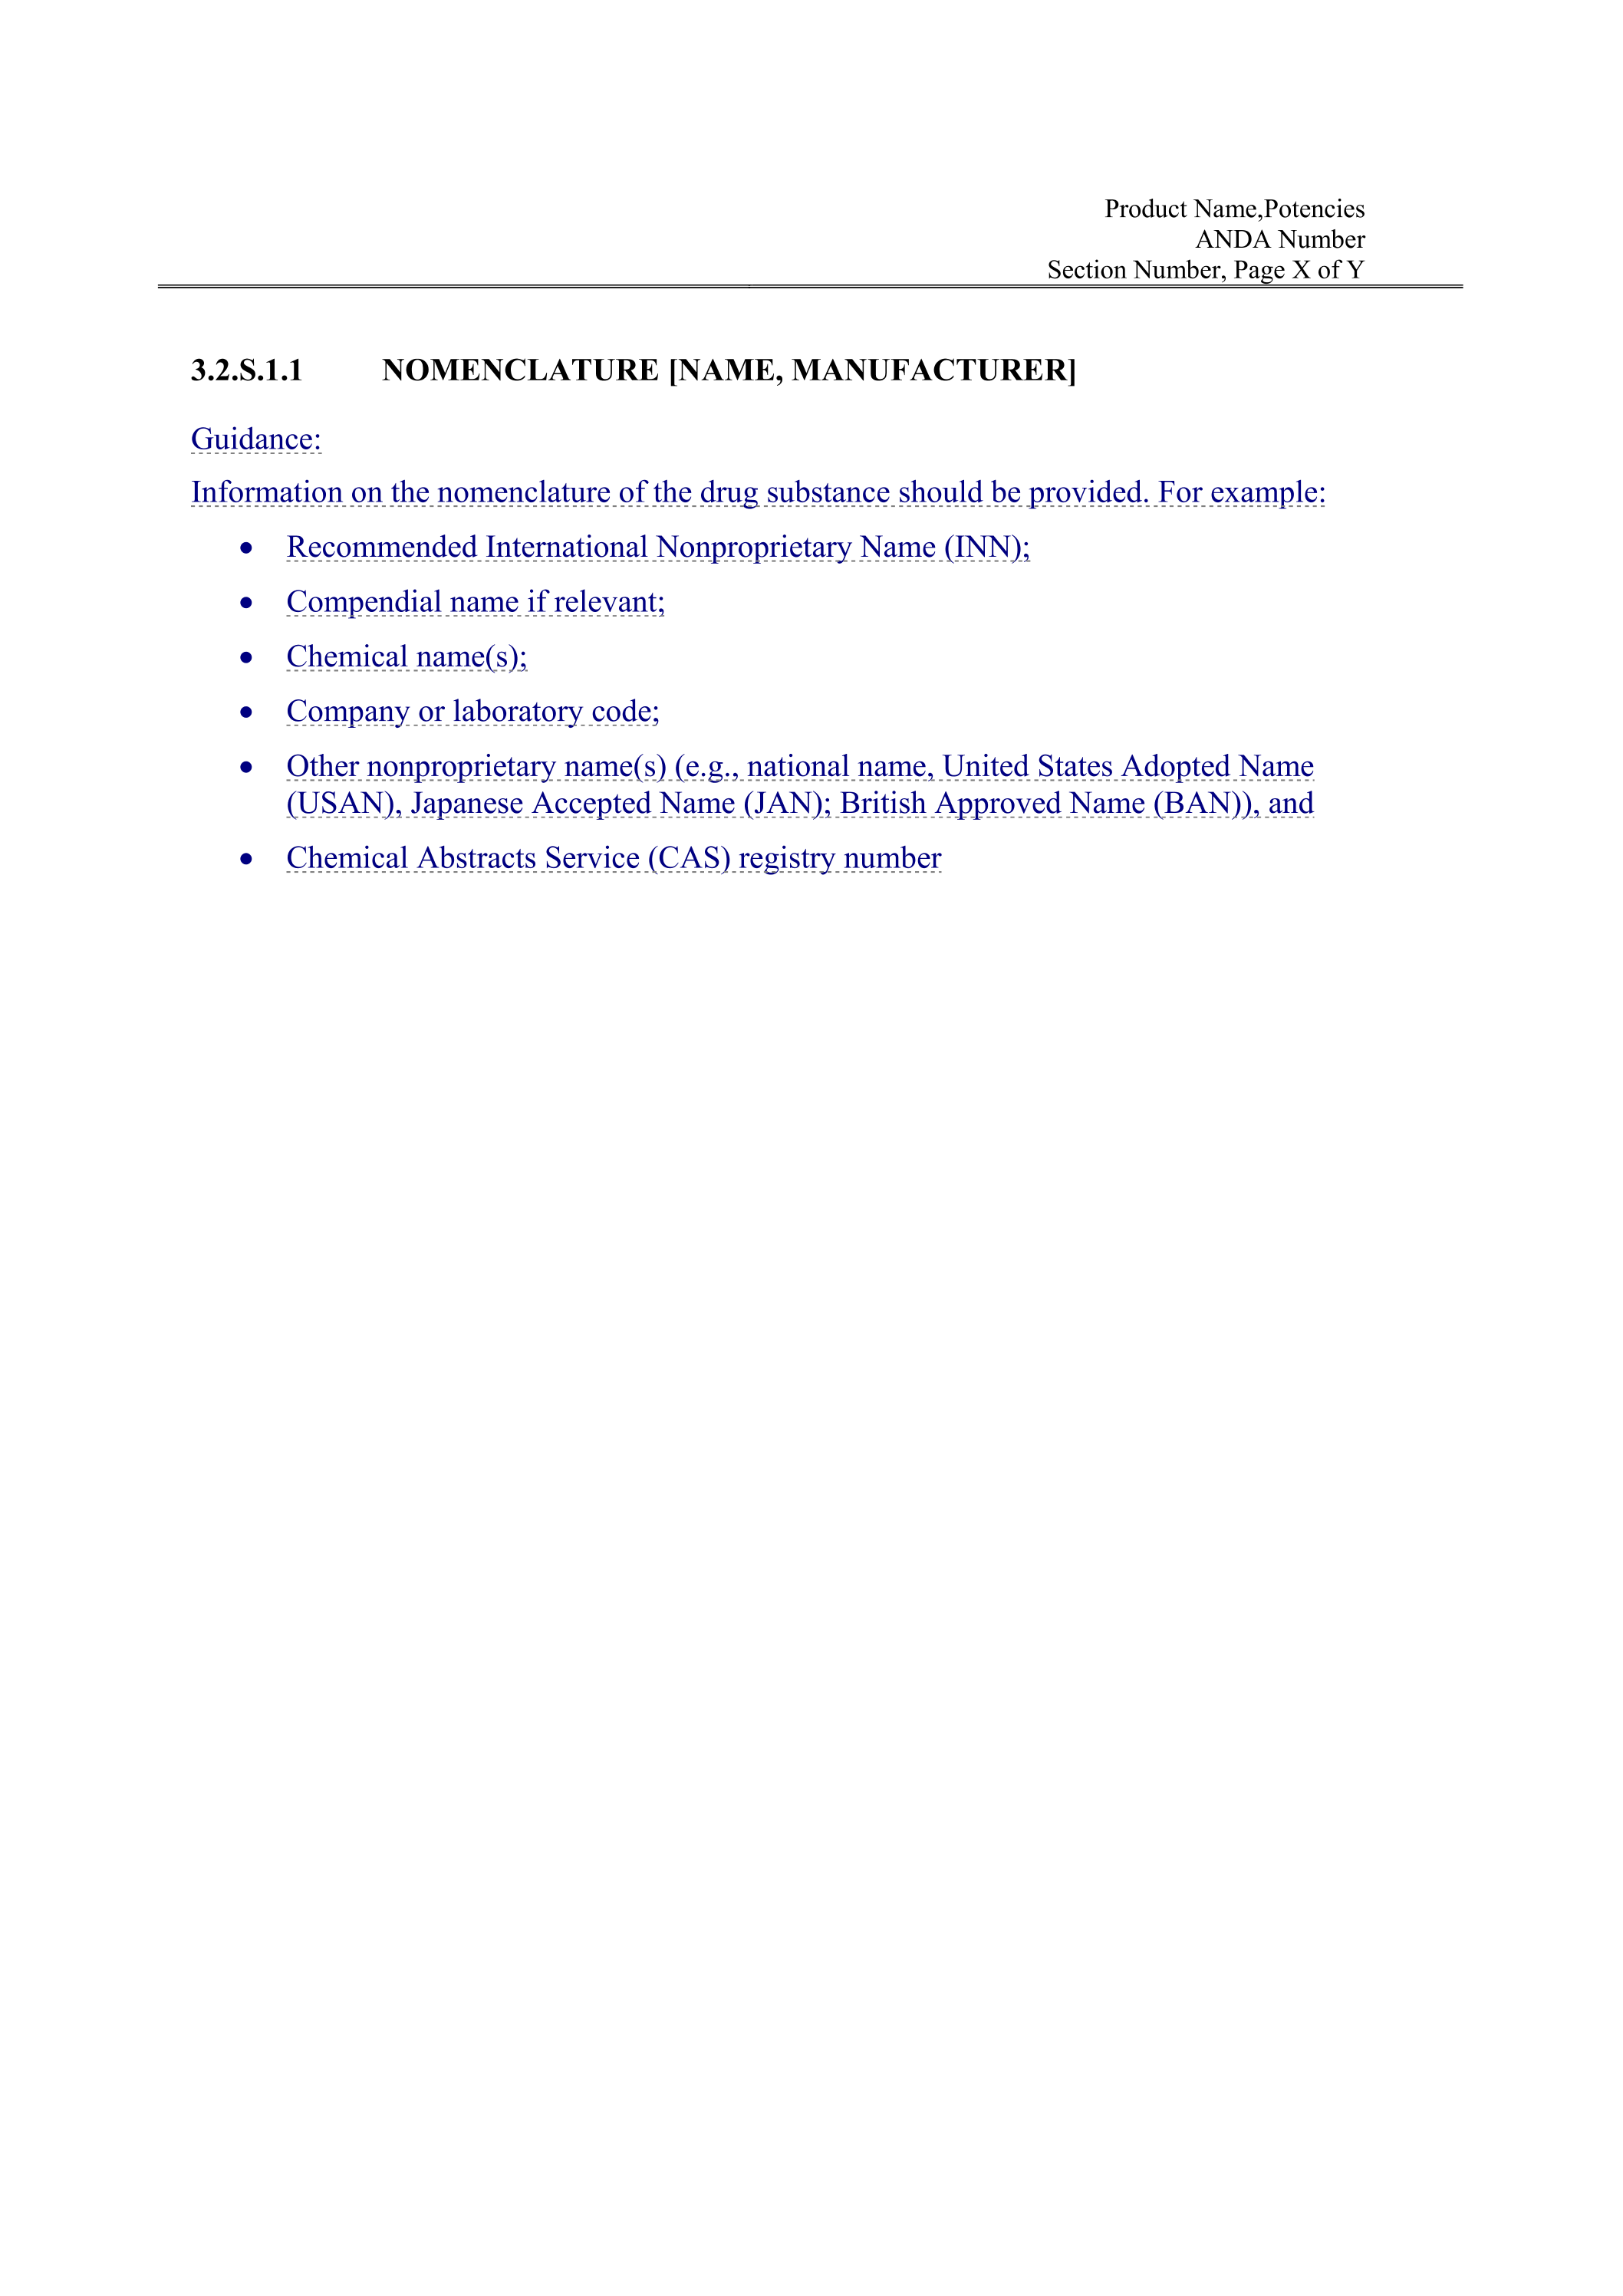 Product Name,Potencies
ANDA Number
Section Number, Page X of Y
3.2.S.1.1 NOMENCLATURE [NAME, MANUFACTURER]
Guidance:
Information on the nomenclature of the drug substance should be provided. For example:
• Recommended International Nonproprietary Name (INN);
• Compendial name if relevant;
• Chemical name(s);
• Company or laboratory code;
• Other nonproprietary name(s) (e.g., national name, United States Adopted Name
(USAN), Japanese Accepted Name (JAN); British Approved Name (BAN)), and
• Chemical Abstracts Service (CAS) registry number